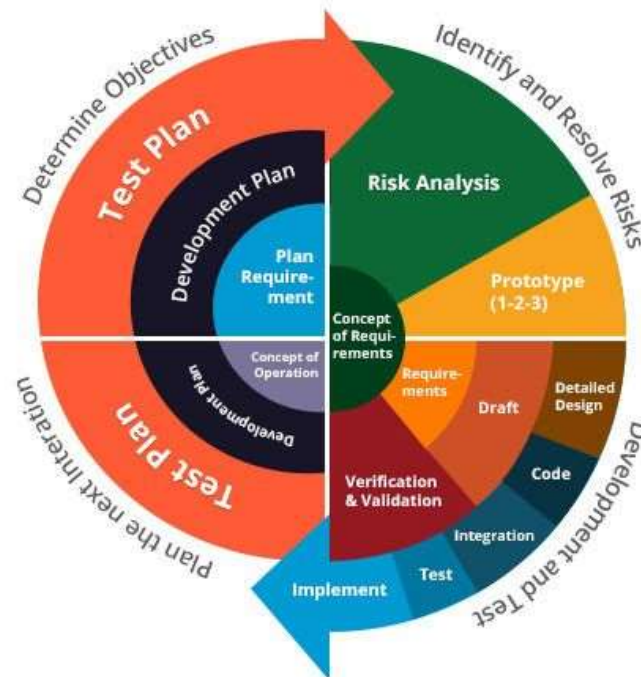 Determine Objectives
Identify and Resolve Risks
Test Plan
Development Plan
Plan
Require-
ment
Risk Analysis
Prototype
(1-2-3)
Concept
of Requi-
rements
Concept of
Operation
Development Plan
Test Plan
Plan the next Interation
Require-
ments
Draft
Detailed
Design
Code
Integration
Test
Implement
Verification
& Validation
Development and Test